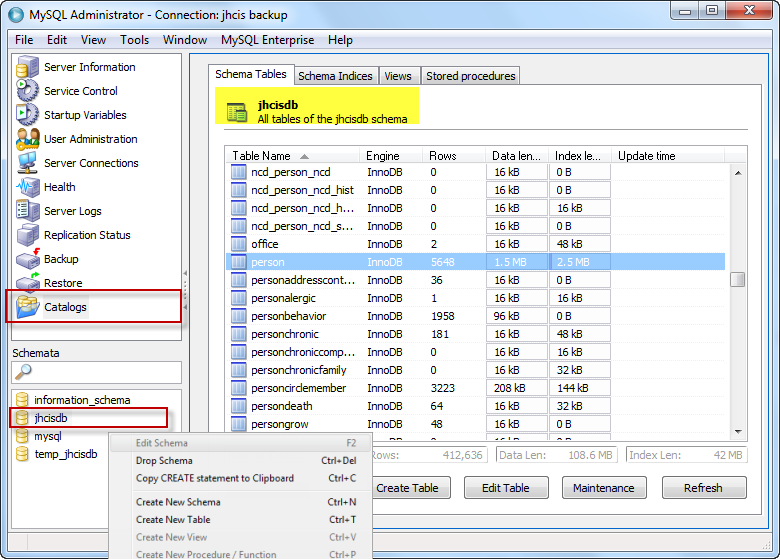 MySQL Administrator - Connection: jhcis backup
File Edit View Tools Window MySQL Enterprise Help
Server Information
Service Control
Startup Variables
User Administration
Server Connections
Health
Server Logs
Replication Status
Backup
Restore
Catalogs
Schemata
information_schema
jhcisdb
mysql
temp_jhcisdb
Schema Tables Schema Indices Views Stored procedures
jhcisdb
All tables of the jhcisdb schema
Table Name Engine Rows Data len... Index le... Update time
ncd_person_ncd InnoDB 0 16 kB 0 B
ncd_person_ncd_hist InnoDB 0 16 kB 0 B
ncd_person_ncd_h... InnoDB 0 16 kB 16 kB
ncd_person_ncd_s... InnoDB 0 16 kB 0 B
office InnoDB 2 16 kB 48 kB
person InnoDB 5648 1.5 MB 2.5 MB
personaddresscont... InnoDB 36 16 kB 0 B
personalergic InnoDB 1 16 kB 16 kB
personbehavior InnoDB 1958 96 kB 0 B
personchronic InnoDB 181 16 kB 48 kB
personchroniccomp... InnoDB 0 16 kB 16 kB
personchronicfamily InnoDB 0 16 kB 32 kB
personcirclemember InnoDB 3223 208 kB 144 kB
persondeath InnoDB 64 16 kB 32 kB
persongrow InnoDB 48 16 kB 0 B
Rows: 412,636 Data Len: 108.6 MB Index Len: 42 MB
Create Table Edit Table Maintenance Refresh
Edit Schema F2
Drop Schema Ctrl+Del
Copy CREATE statement to Clipboard Ctrl+C
Create New Schema Ctrl+N
Create New Table Ctrl+T
Create New View Ctrl+V
Create New Procedure / Function Ctrl+P